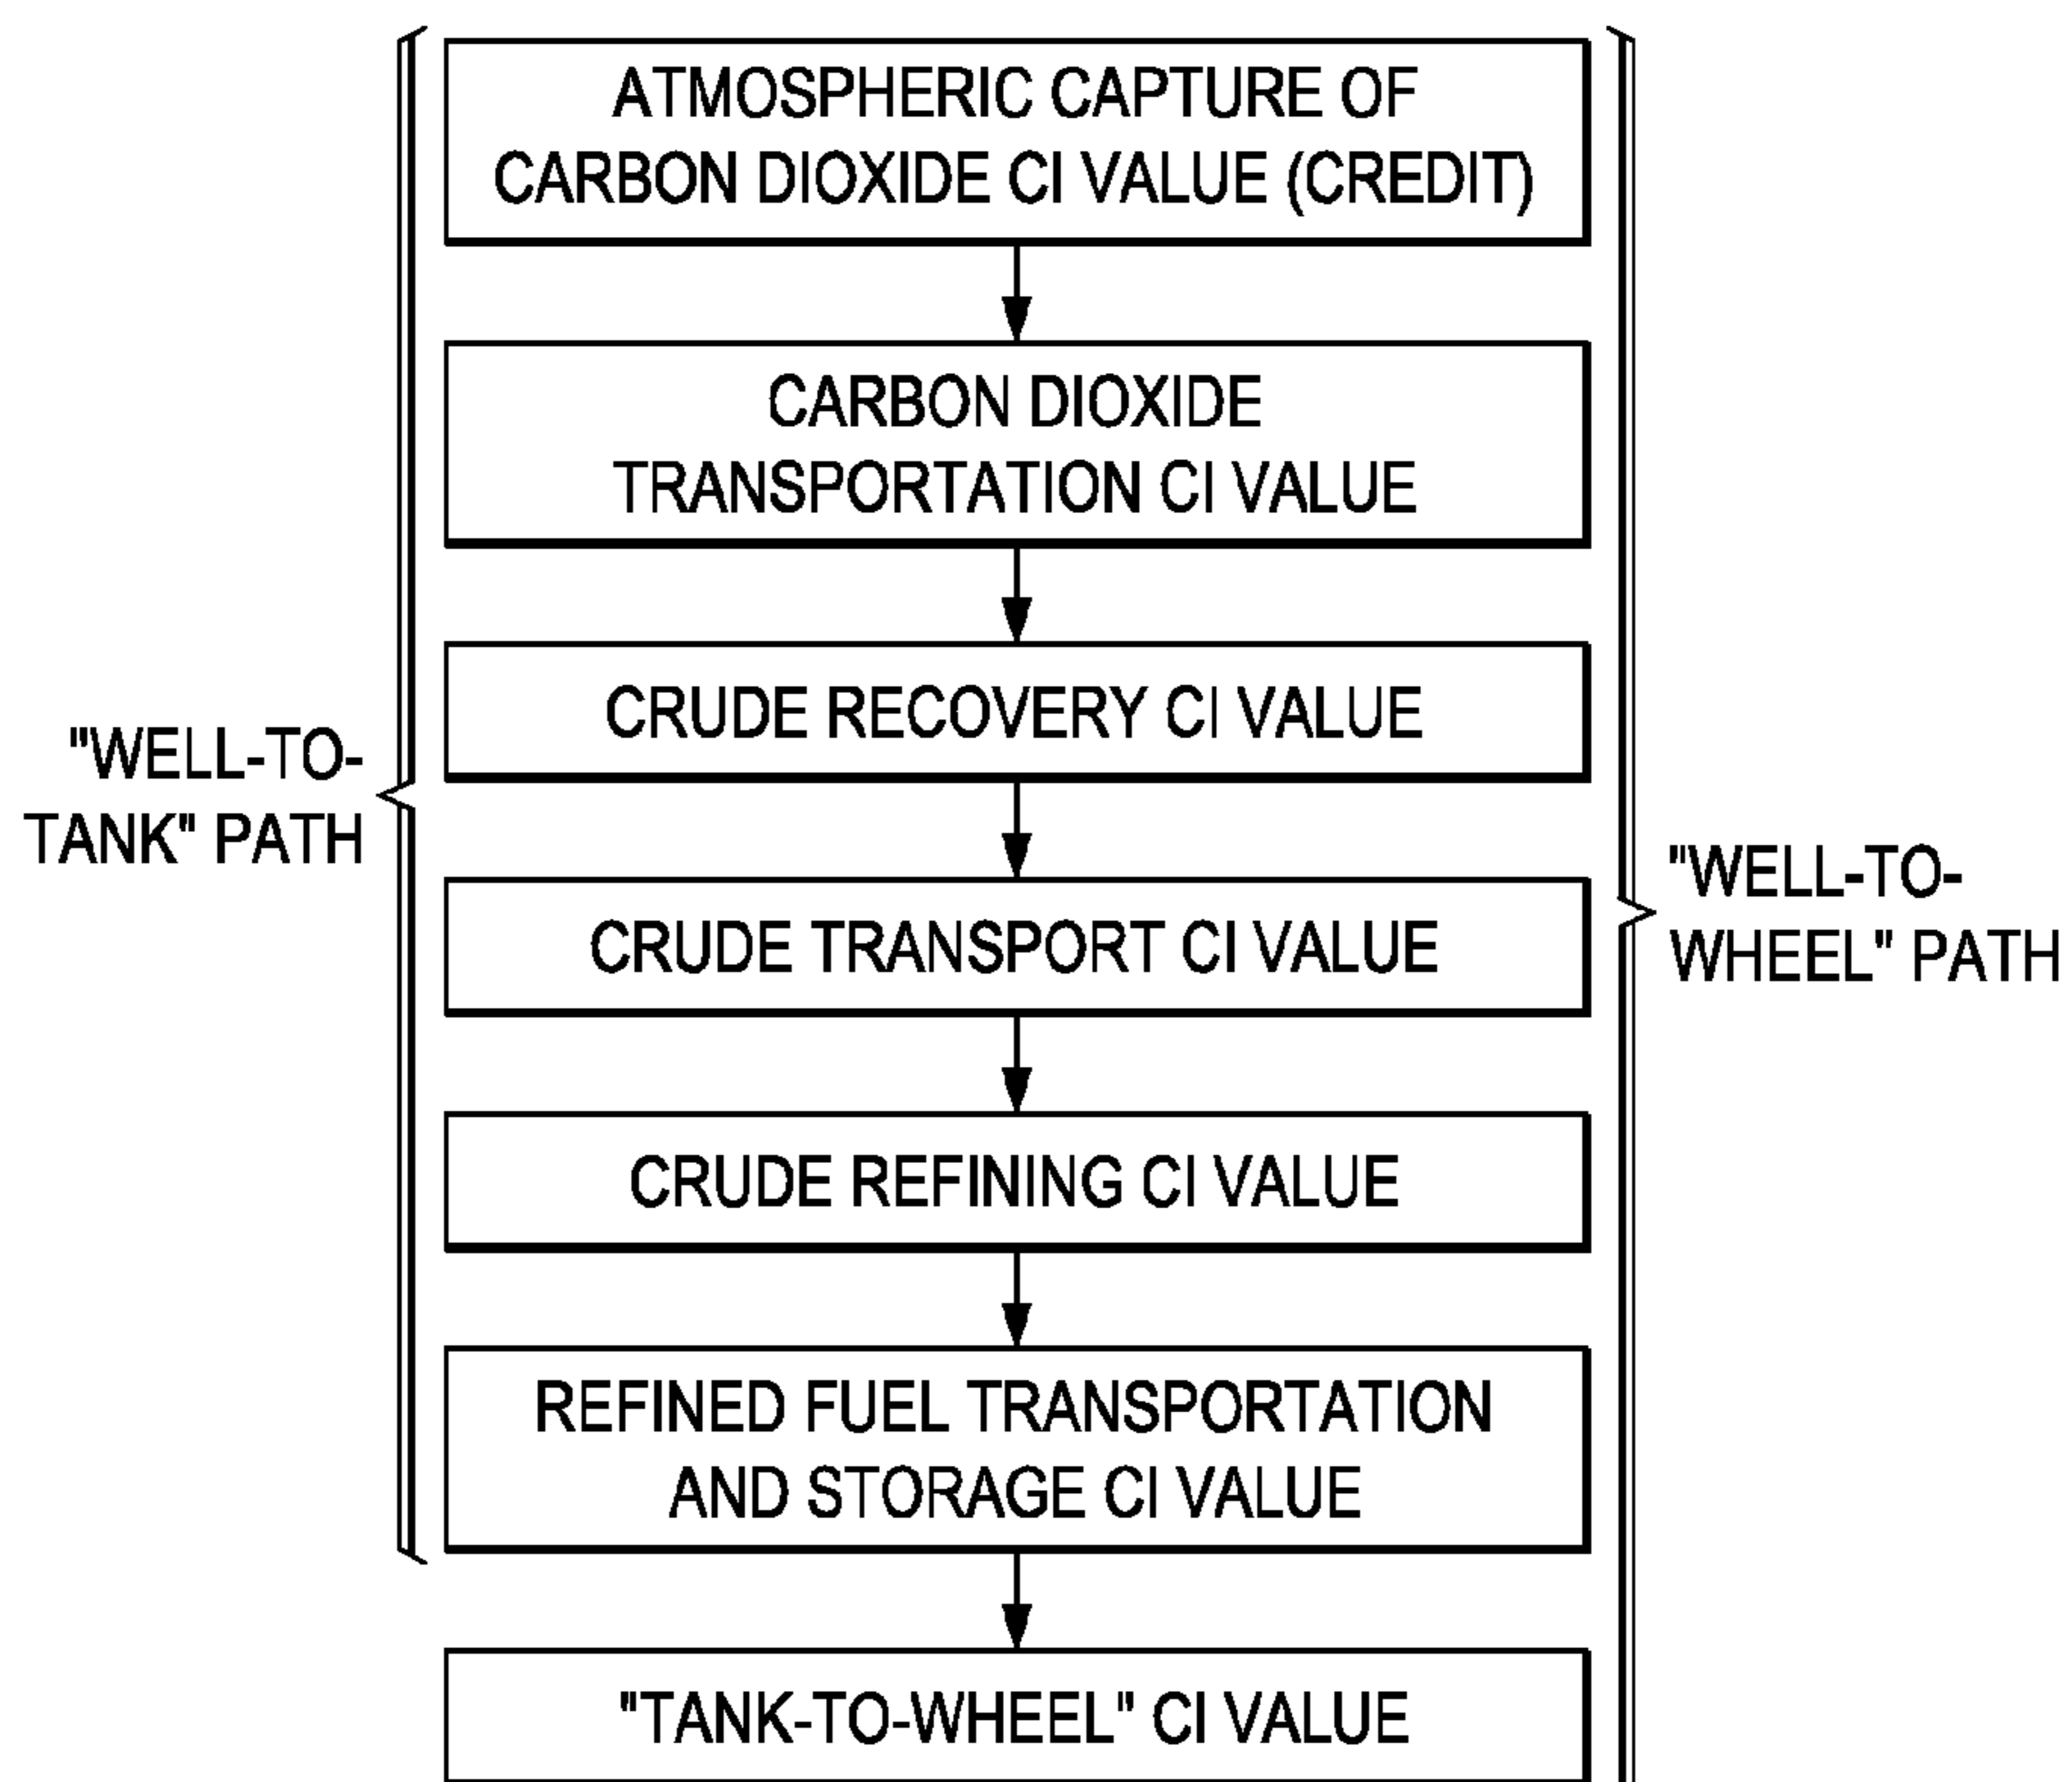 ATMOSPHERIC CAPTURE OF
CARBON DIOXIDE CI VALUE (CREDIT)
CARBON DIOXIDE
TRANSPORTATION CI VALUE
CRUDE RECOVERY CI VALUE
"WELL-TO-
TANK" PATH
CRUDE TRANSPORT CI VALUE
"WELL-TO-
WHEEL" PATH
CRUDE REFINING CI VALUE
REFINED FUEL TRANSPORTATION
AND STORAGE CI VALUE
"TANK-TO-WHEEL" CI VALUE